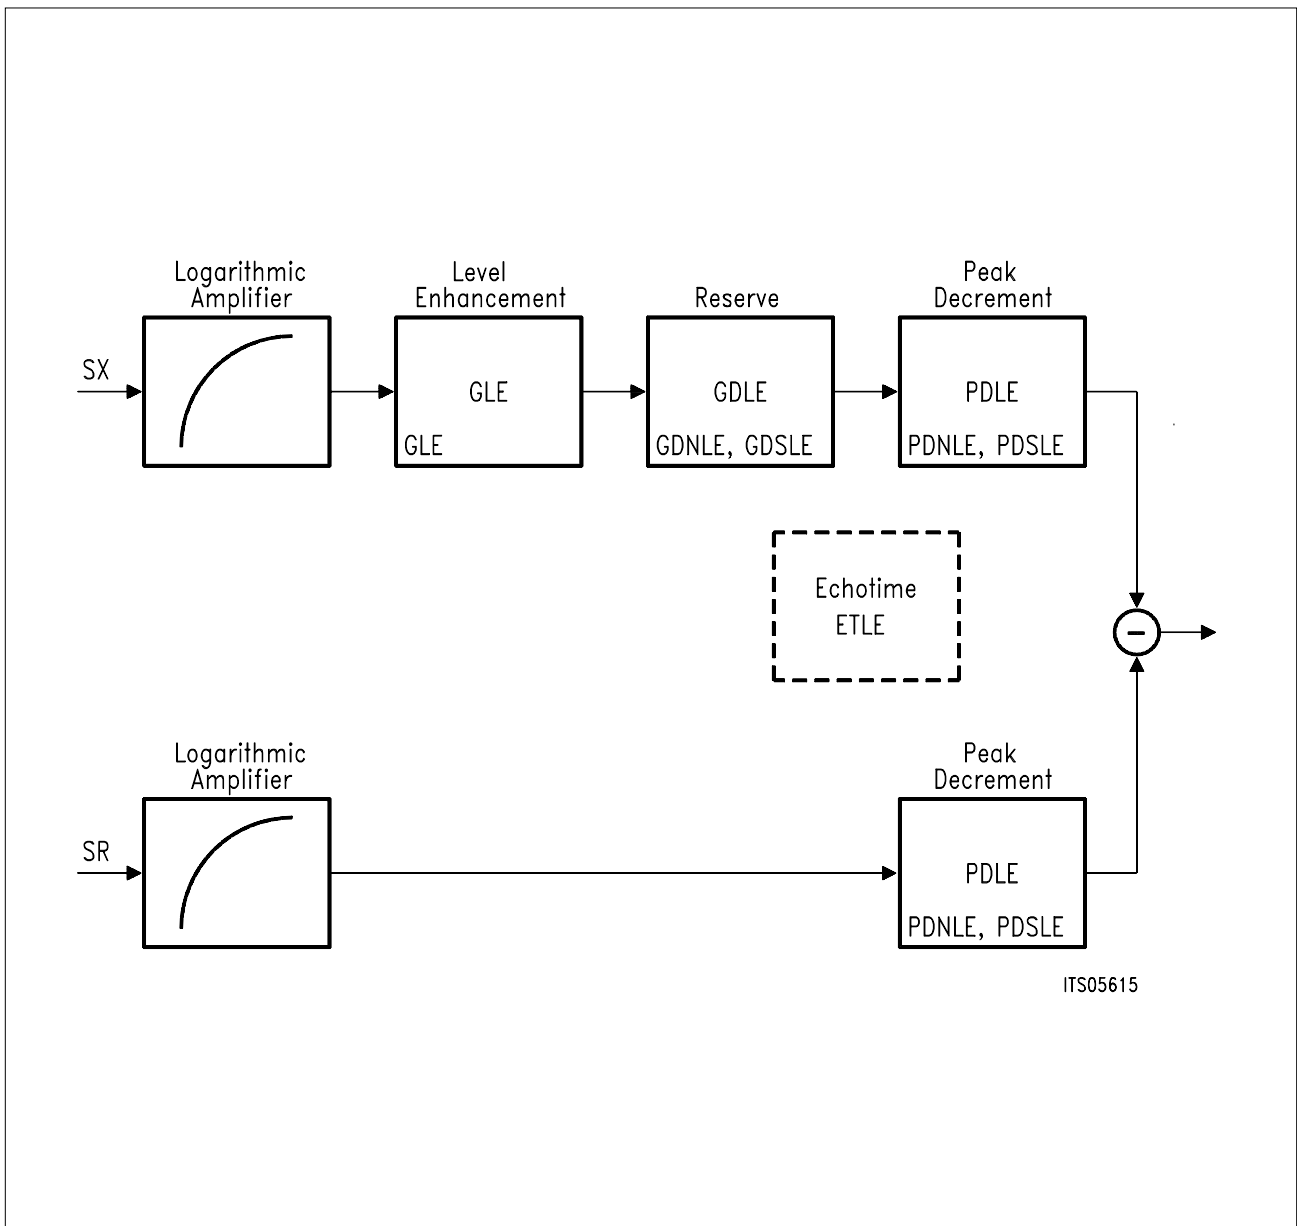 Logarithmic
Amplifier
Level
Enhancement
Reserve
Peak
Decrement
SX
GLE
GLE
GDLE
GDNLE, GDSLE
PDLE
PDNLE, PDSLE
Echotime
ETLE
−
Logarithmic
Amplifier
Peak
Decrement
SR
PDLE
PDNLE, PDSLE
ITS05615